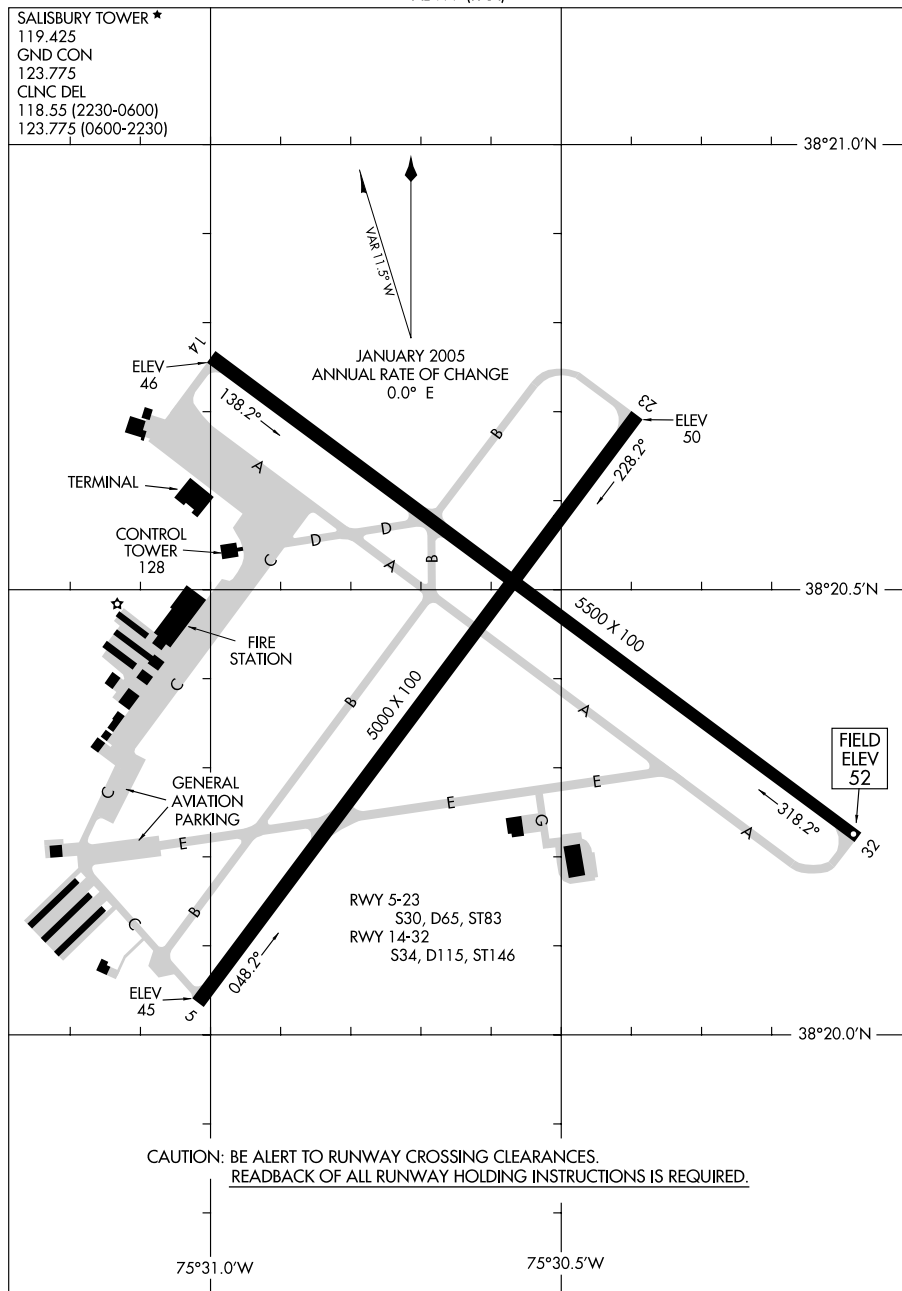 SALISBURY TOWER ★
119.425
GND CON
123.775
CLNC DEL
118.55 (2230-0600)
123.775 (0600-2230)
38°21.0'N
VAR 11.5° W
JANUARY 2005
ANNUAL RATE OF CHANGE
0.0° E
14
ELEV
46
138.2°
23
ELEV
50
228.2°
B
A
TERMINAL
CONTROL
TOWER
128
D
D
C
A
B
38°20.5'N
5500 X 100
FIRE
STATION
C
B
5000 X 100
A
FIELD
ELEV
52
GENERAL
AVIATION
PARKING
C
E
E
E
G
A
318.2°
32
RWY 5-23
S30, D65, ST83
RWY 14-32
S34, D115, ST146
C
B
048.2°
ELEV
45
5
38°20.0'N
CAUTION: BE ALERT TO RUNWAY CROSSING CLEARANCES.
READBACK OF ALL RUNWAY HOLDING INSTRUCTIONS IS REQUIRED.
75°31.0'W
75°30.5'W